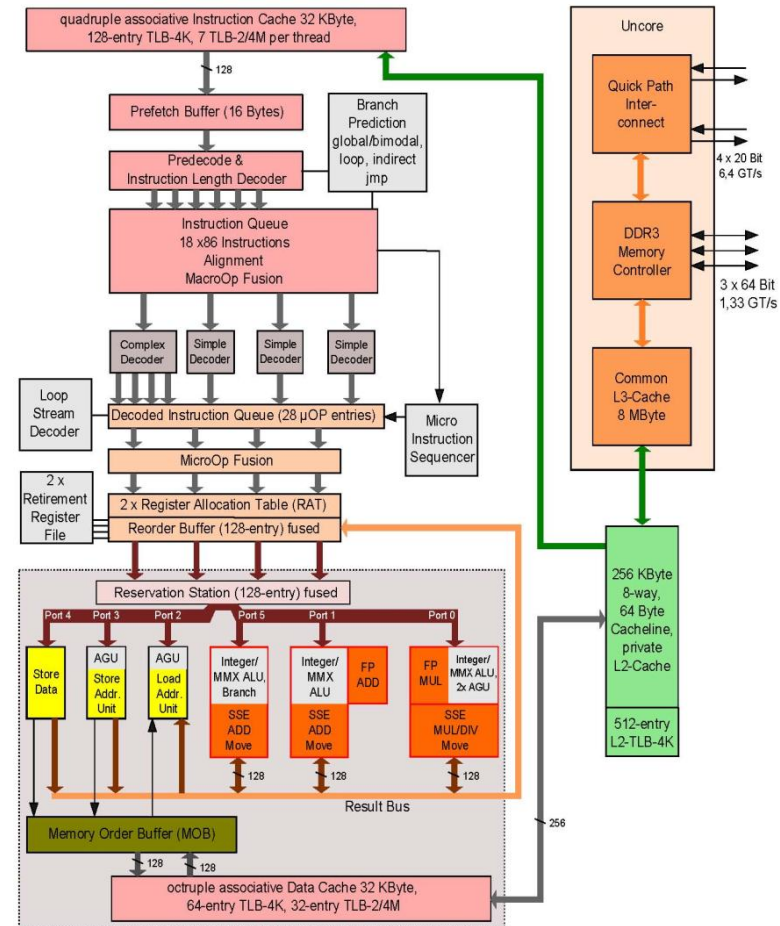 quadruple associative Instruction Cache 32 KByte,
128-entry TLB-4K, 7 TLB-2/4M per thread
128
Prefetch Buffer (16 Bytes)
Predecode &
Instruction Length Decoder
Branch
Prediction
global/bimodal,
loop, indirect
jmp
Instruction Queue
18 x86 Instructions
Alignment
MacroOp Fusion
Complex
Decoder
Simple
Decoder
Simple
Decoder
Simple
Decoder
Loop
Stream
Decoder
Decoded Instruction Queue (28 µOP entries)
Micro
Instruction
Sequencer
MicroOp Fusion
2 x
Retirement
Register
File
2 x Register Allocation Table (RAT)
Reorder Buffer (128-entry) fused
Reservation Station (128-entry) fused
Port 4
Port 3
Port 2
Port 5
Port 1
Port 0
Store
Data
AGU
Store
Addr.
Unit
AGU
Load
Addr.
Unit
Integer/
MMX ALU,
Branch
SSE
ADD
Move
Integer/
MMX
ALU
SSE
ADD
Move
FP
ADD
FP
MUL
Integer/
MMX ALU,
2x AGU
SSE
MUL/DIV
Move
128
128
128
Result Bus
Memory Order Buffer (MOB)
128
128
octruple associative Data Cache 32 KByte,
64-entry TLB-4K, 32-entry TLB-2/4M
256
Uncore
Quick Path
Inter-
connect
4 x 20 Bit
6,4 GT/s
DDR3
Memory
Controller
3 x 64 Bit
1,33 GT/s
Common
L3-Cache
8 MByte
256 KByte
8-way,
64 Byte
Cacheline,
private
L2-Cache
512-entry
L2-TLB-4K